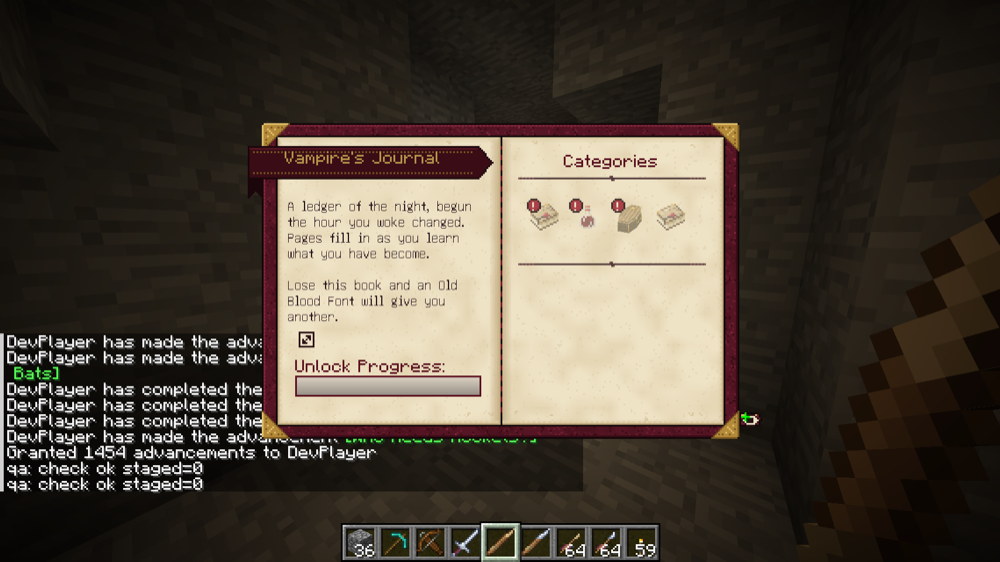 Vampire's Journal
A ledger of the night, begun
the hour you woke changed.
Pages fill in as you learn
what you have become.
Lose this book and an Old
Blood Font will give you
another.
Unlock Progress:
Categories
DevPlayer has made the adva
DevPlayer has made the adva
Bats]
DevPlayer has completed the
DevPlayer has completed the
DevPlayer has completed the
DevPlayer has made the advancement [Who Needs Rockets?]
Granted 1454 advancements to DevPlayer
qa: check ok staged=0
qa: check ok staged=0
36
64
64
59